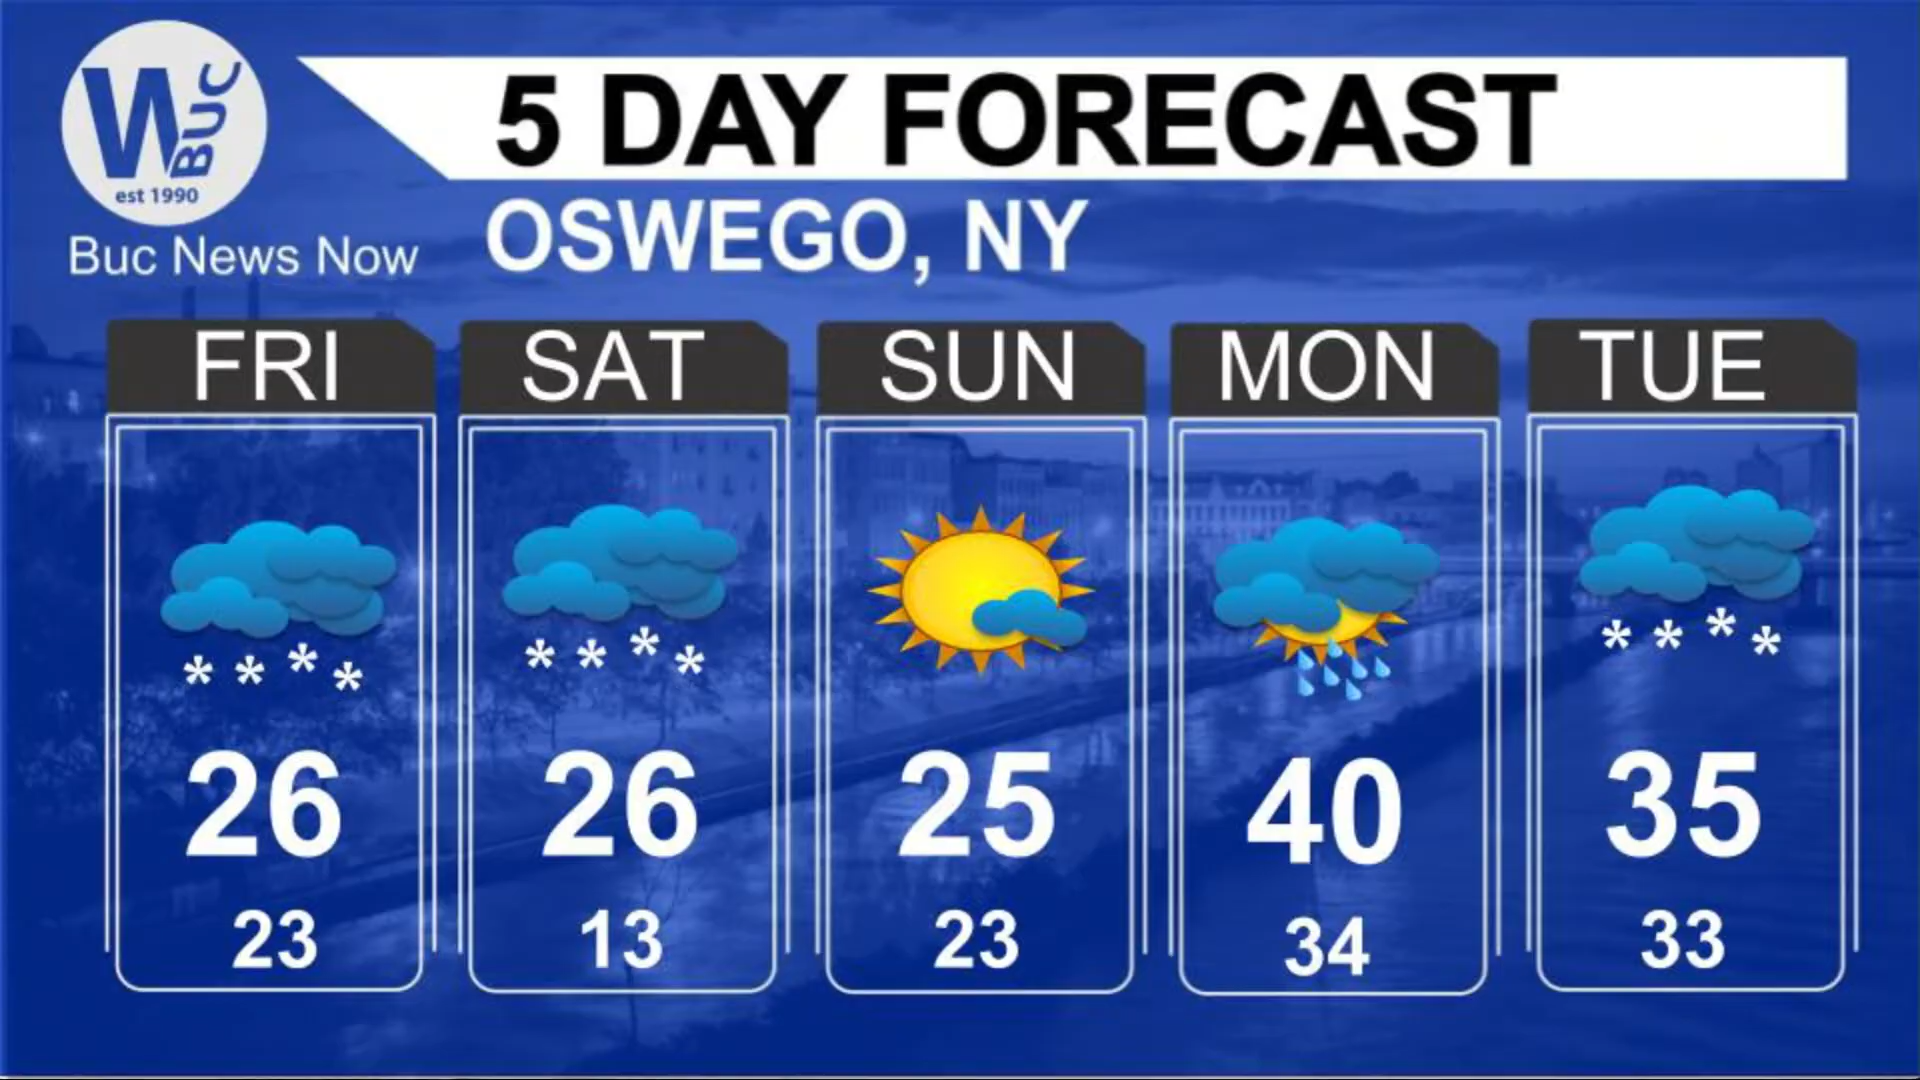 W BUC
est 1990
Buc News Now
5 DAY FORECAST
OSWEGO, NY
FRI SAT SUN MON TUE
26 26 25 40 35
23 13 23 34 33